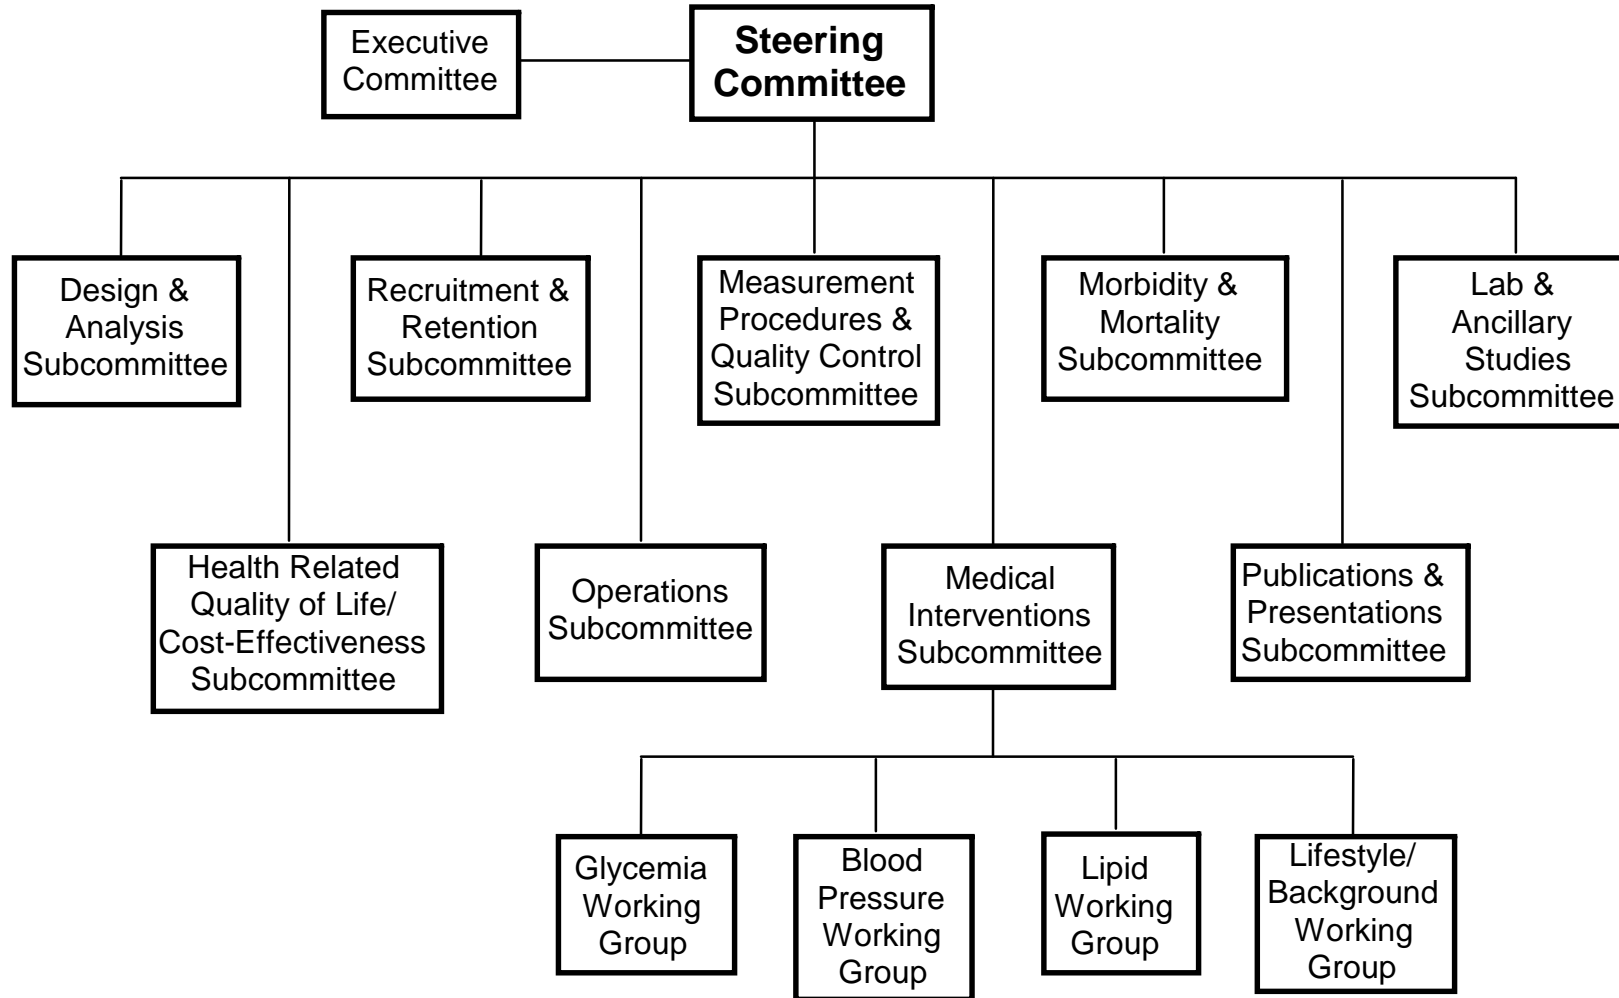 Executive
Committee
Steering
Committee
Design &
Analysis
Subcommittee
Recruitment &
Retention
Subcommittee
Measurement
Procedures &
Quality Control
Subcommittee
Morbidity &
Mortality
Subcommittee
Lab &
Ancillary
Studies
Subcommittee
Health Related
Quality of Life/
Cost-Effectiveness
Subcommittee
Operations
Subcommittee
Medical
Interventions
Subcommittee
Publications &
Presentations
Subcommittee
Glycemia
Working
Group
Blood
Pressure
Working
Group
Lipid
Working
Group
Lifestyle/
Background
Working
Group